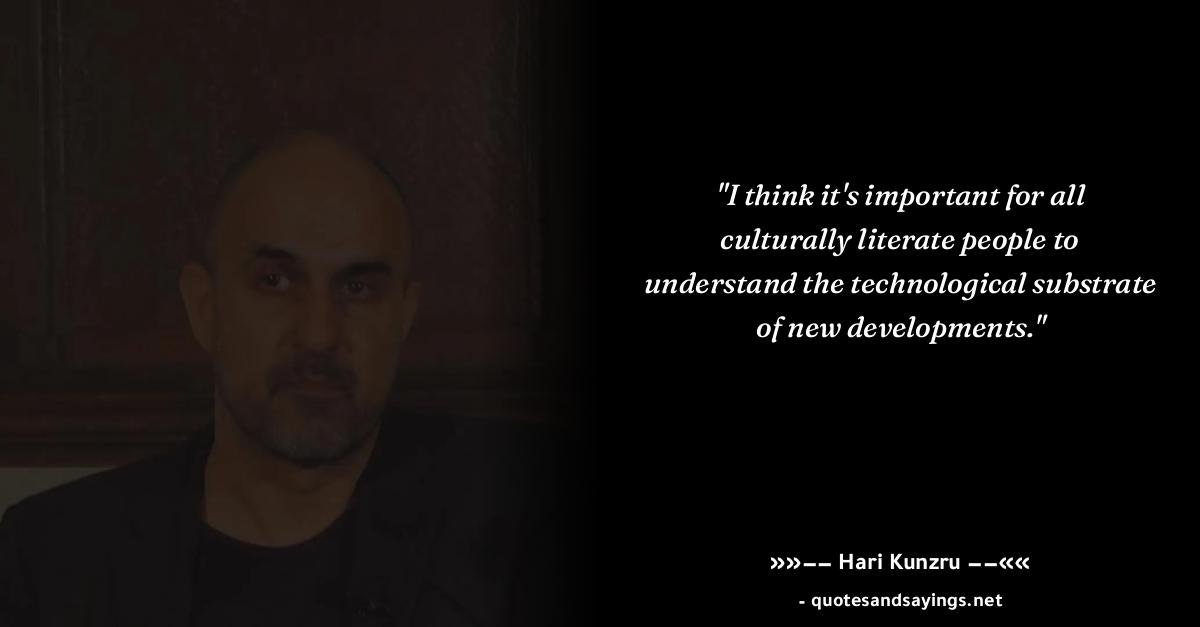 "I think it's important for all
culturally literate people to
understand the technological substrate
of new developments."
»»−− Hari Kunzru −−««
- quotesandsayings.net